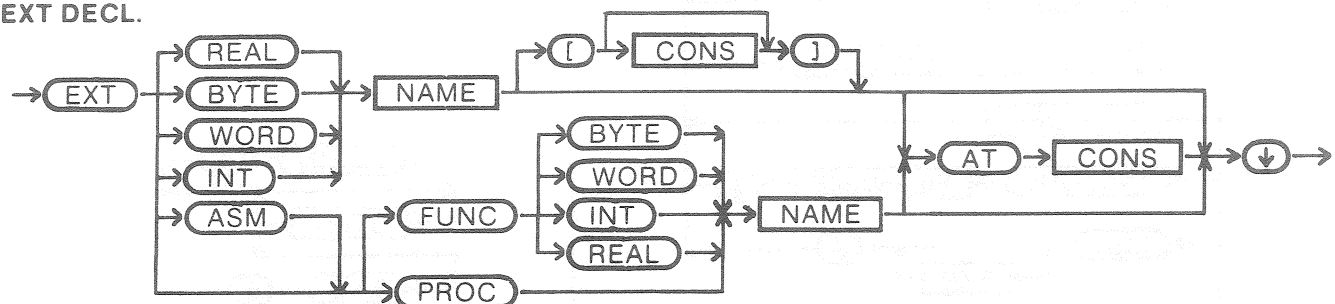 EXT DECL.
EXT
REAL
BYTE
WORD
INT
ASM
NAME
[ CONS ]
FUNC
BYTE
WORD
INT
REAL
PROC
NAME
AT CONS
↓